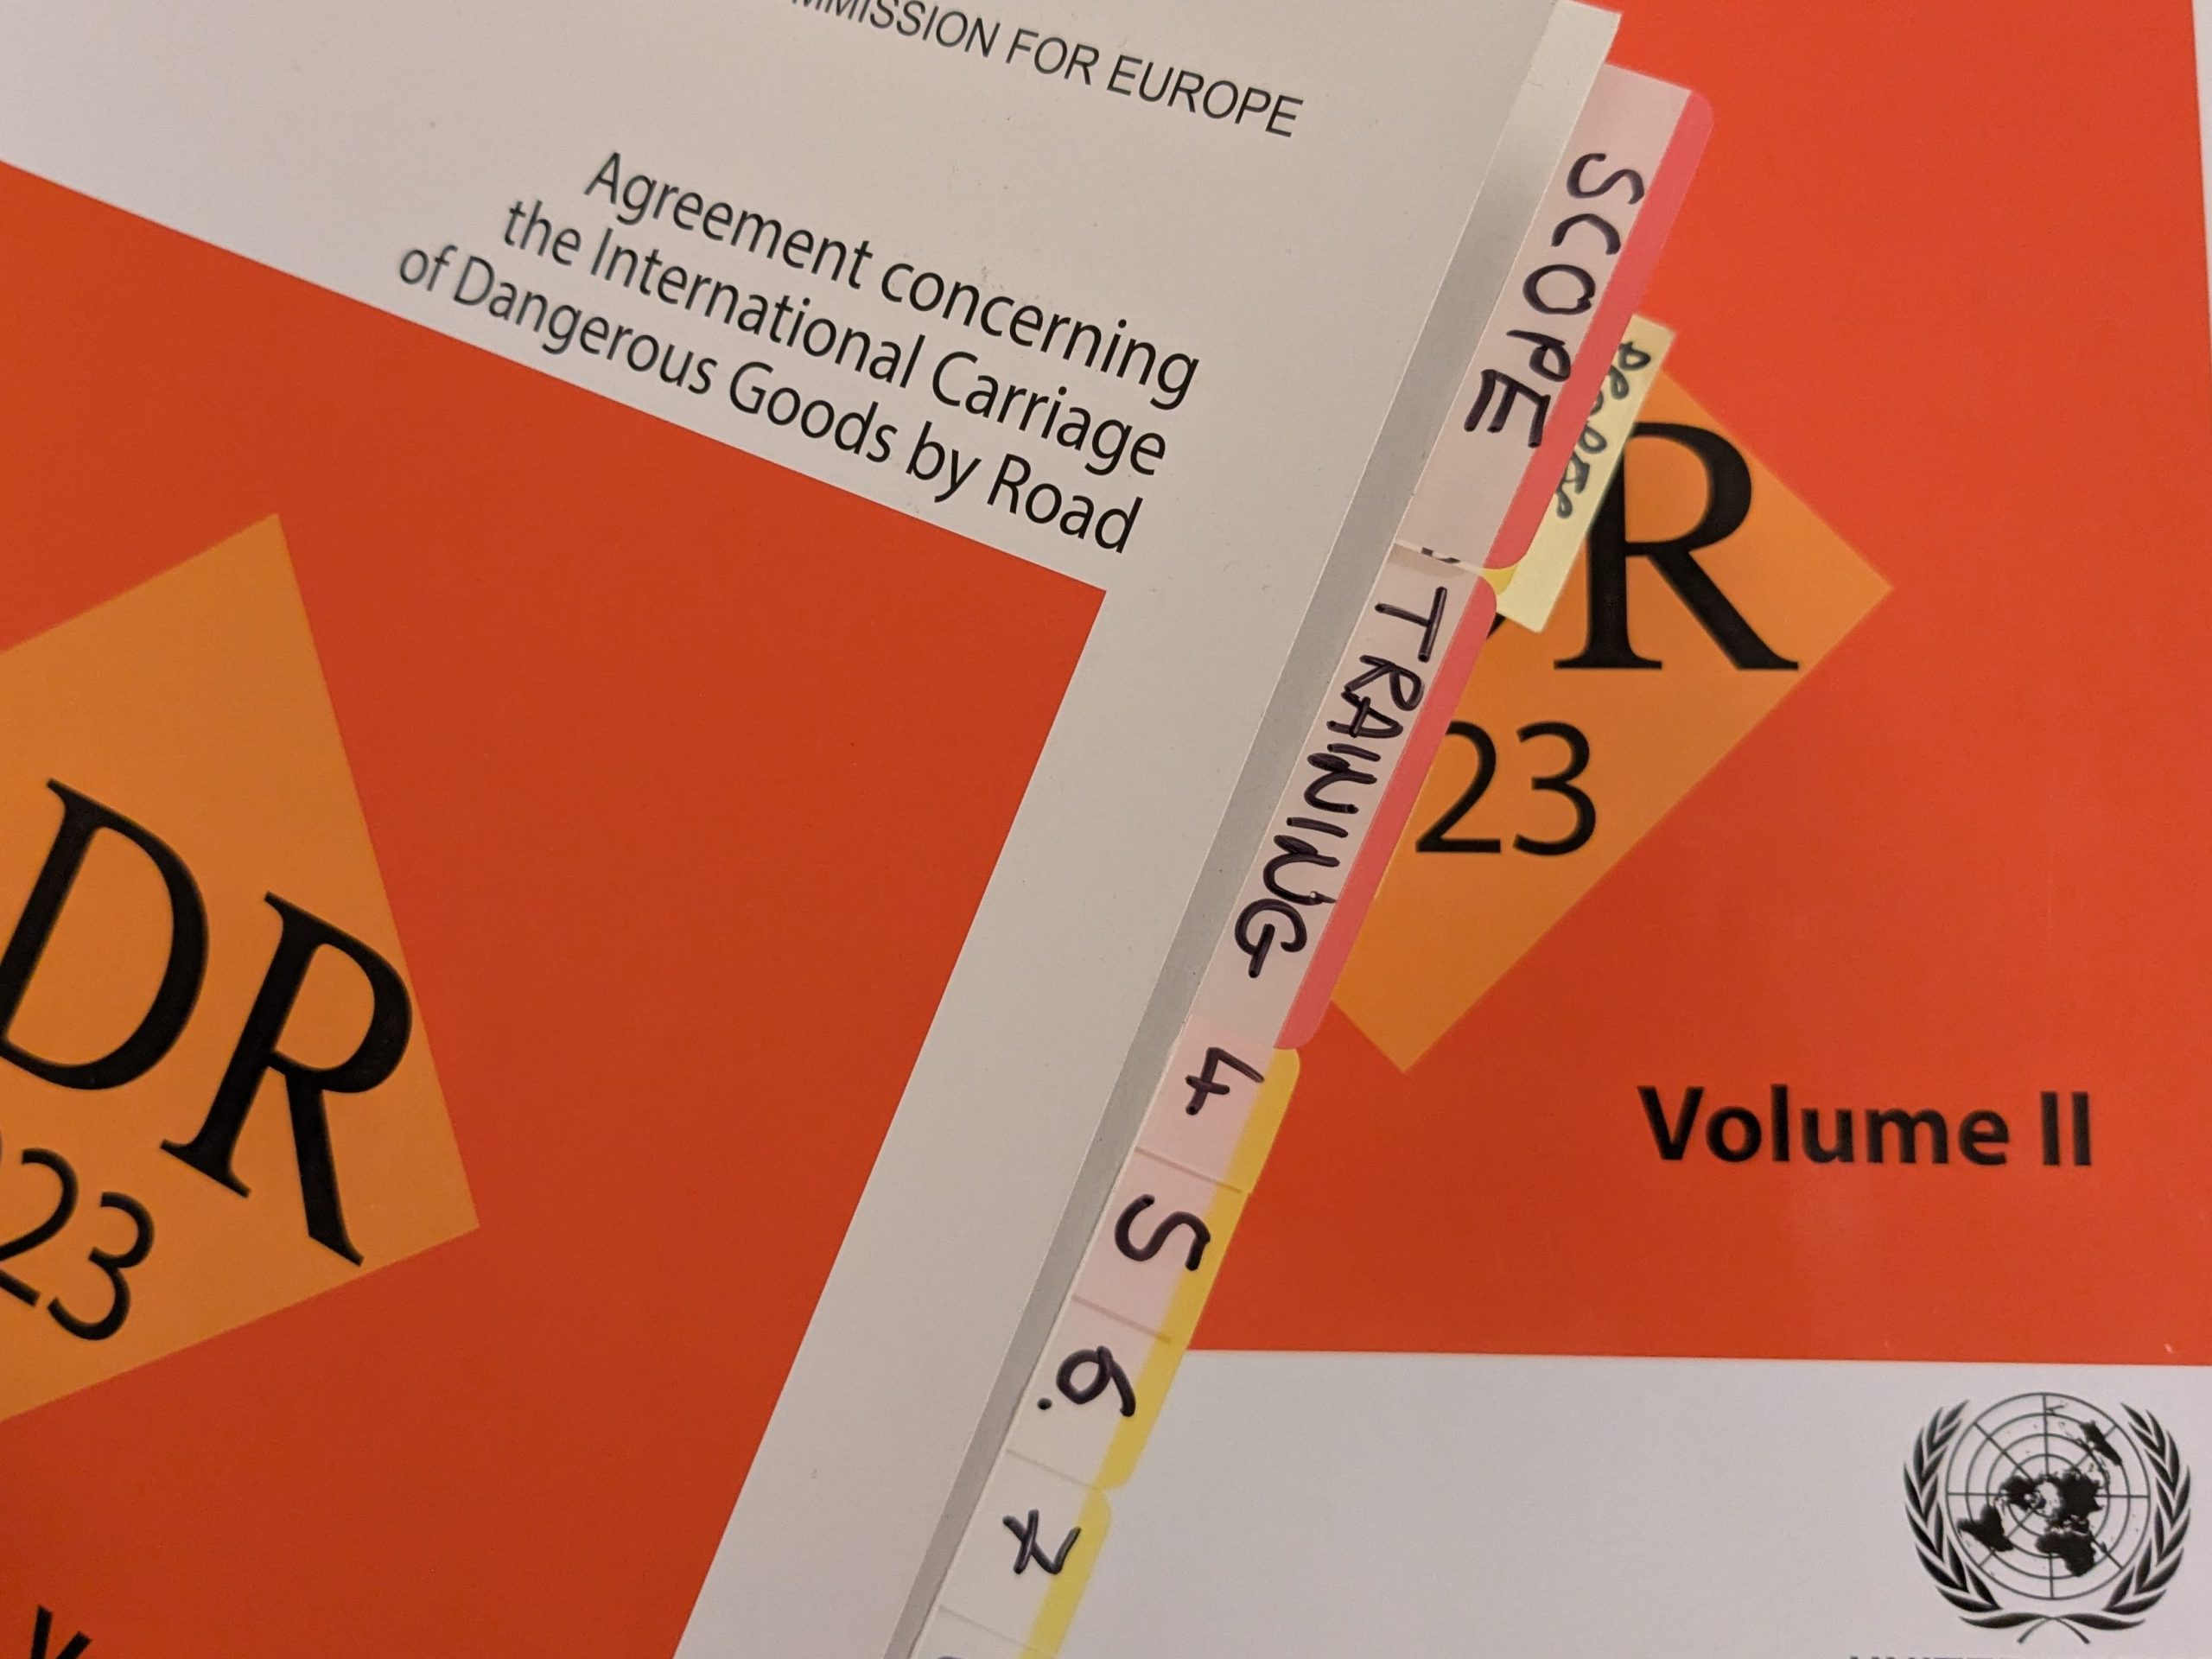 MMISSION FOR EUROPE
Agreement concerning
the International Carriage
of Dangerous Goods by Road
DR
23
SCOPE
TRAINING
4
5
6.
7
R
23
Volume II